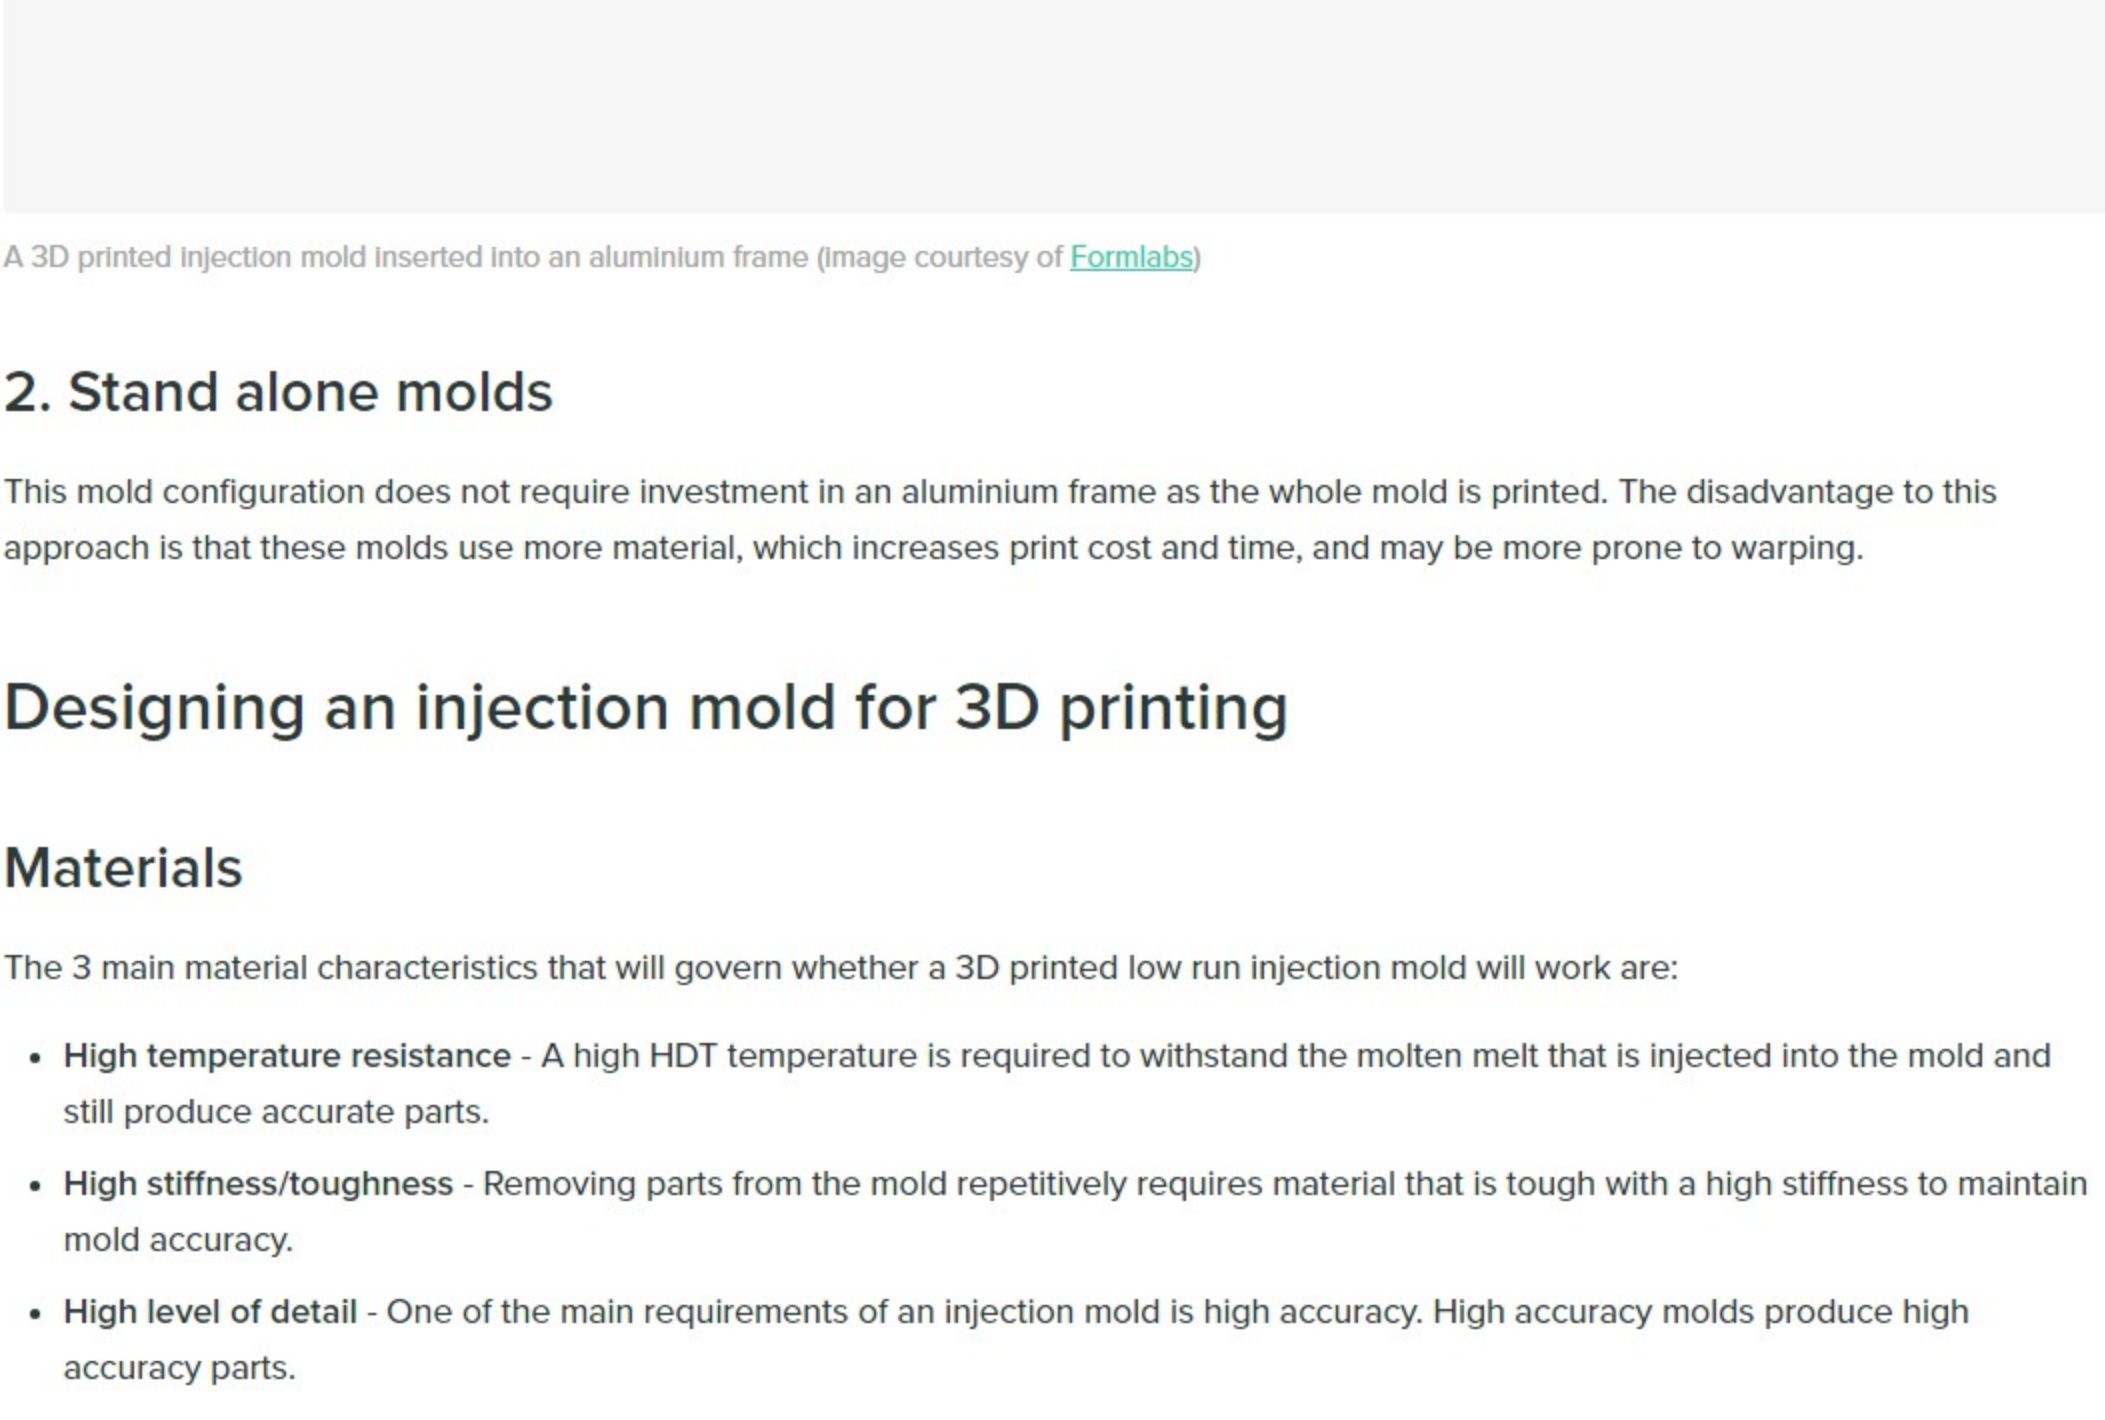 A 3D printed injection mold inserted into an aluminium frame (image courtesy of Formlabs)
2. Stand alone molds
This mold configuration does not require investment in an aluminium frame as the whole mold is printed. The disadvantage to this
approach is that these molds use more material, which increases print cost and time, and may be more prone to warping.
Designing an injection mold for 3D printing
Materials
The 3 main material characteristics that will govern whether a 3D printed low run injection mold will work are:
• High temperature resistance - A high HDT temperature is required to withstand the molten melt that is injected into the mold and
still produce accurate parts.
• High stiffness/toughness - Removing parts from the mold repetitively requires material that is tough with a high stiffness to maintain
mold accuracy.
• High level of detail - One of the main requirements of an injection mold is high accuracy. High accuracy molds produce high
accuracy parts.